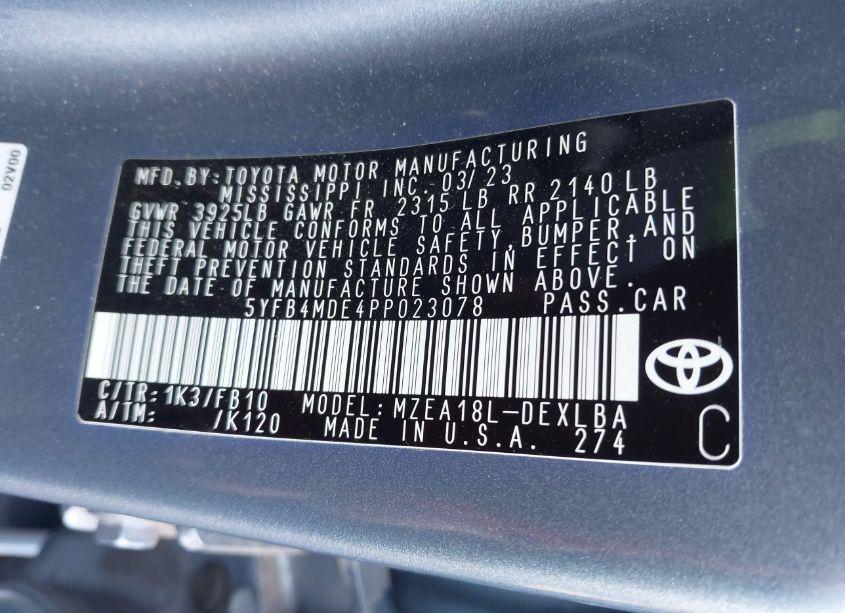 02V00
MFD.BY:TOYOTA MOTOR MANUFACTURING
MISSISSIPPI INC. 03/23
GVWR 3925LB GAWR FR 2315LB RR 2140LB
THIS VEHICLE CONFORMS TO ALL APPLICABLE
FEDERAL MOTOR VEHICLE SAFETY,BUMPER,AND
THEFT PREVENTION STANDARDS IN EFFECT ON
THE DATE OF MANUFACTURE SHOWN ABOVE.
5YFB4MDE4PP023078 PASS.CAR
C/TR:1K3/FB10 MODEL:MZEA18L-DEXLBA
A/TM: /K120 MADE IN U.S.A. 274
C